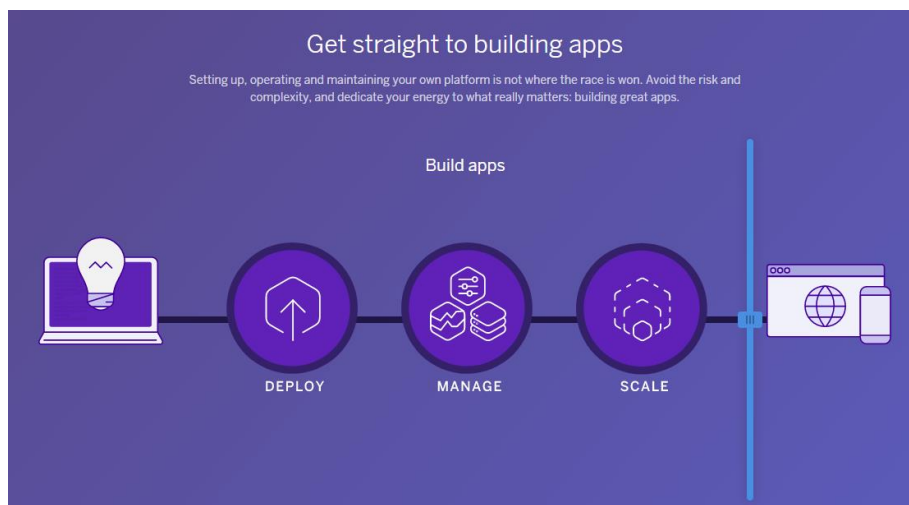 Get straight to building apps
Setting up, operating and maintaining your own platform is not where the race is won. Avoid the risk and
complexity, and dedicate your energy to what really matters: building great apps.
Build apps
DEPLOY
MANAGE
SCALE